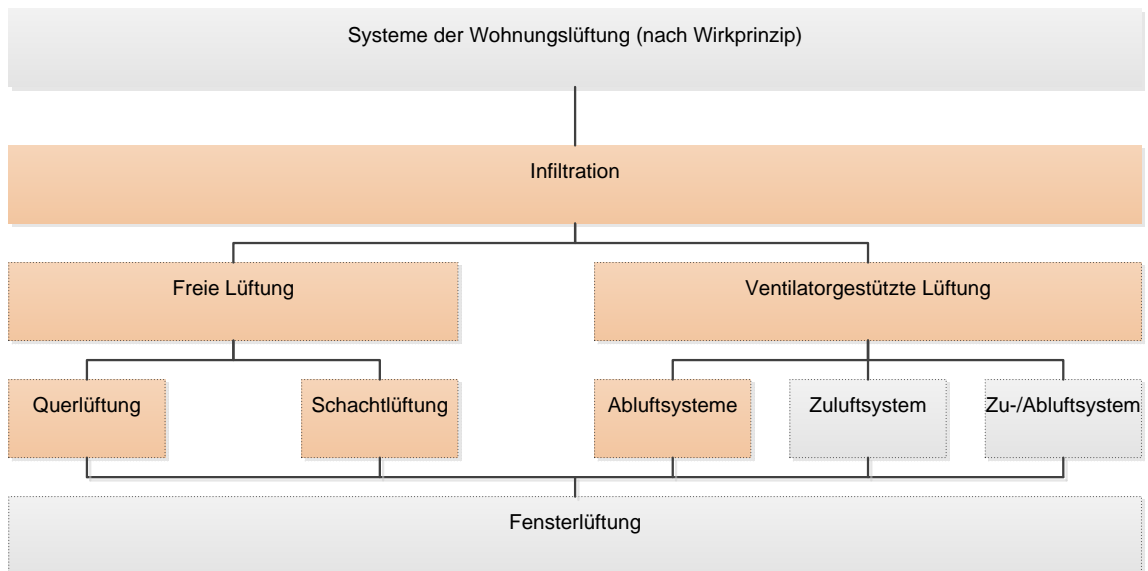 Systeme der Wohnungslüftung (nach Wirkprinzip)
Infiltration
Freie Lüftung
Ventilatorgestützte Lüftung
Querlüftung
Schachtlüftung
Abluftsysteme
Zuluftsystem
Zu-/Abluftsystem
Fensterlüftung